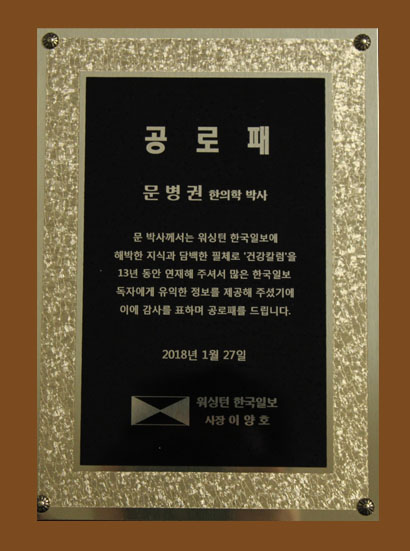 공로패
문병권 한의학 박사
문 박사께서는 워싱턴 한국일보에
해박한 지식과 담백한 필체로 '건강칼럼'을
13년 동안 연재해 주셔서 많은 한국일보
독자에게 유익한 정보를 제공해 주셨기에
이에 감사를 표하며 공로패를 드립니다.
2018년 1월 27일
워싱턴 한국일보
사장 이양호